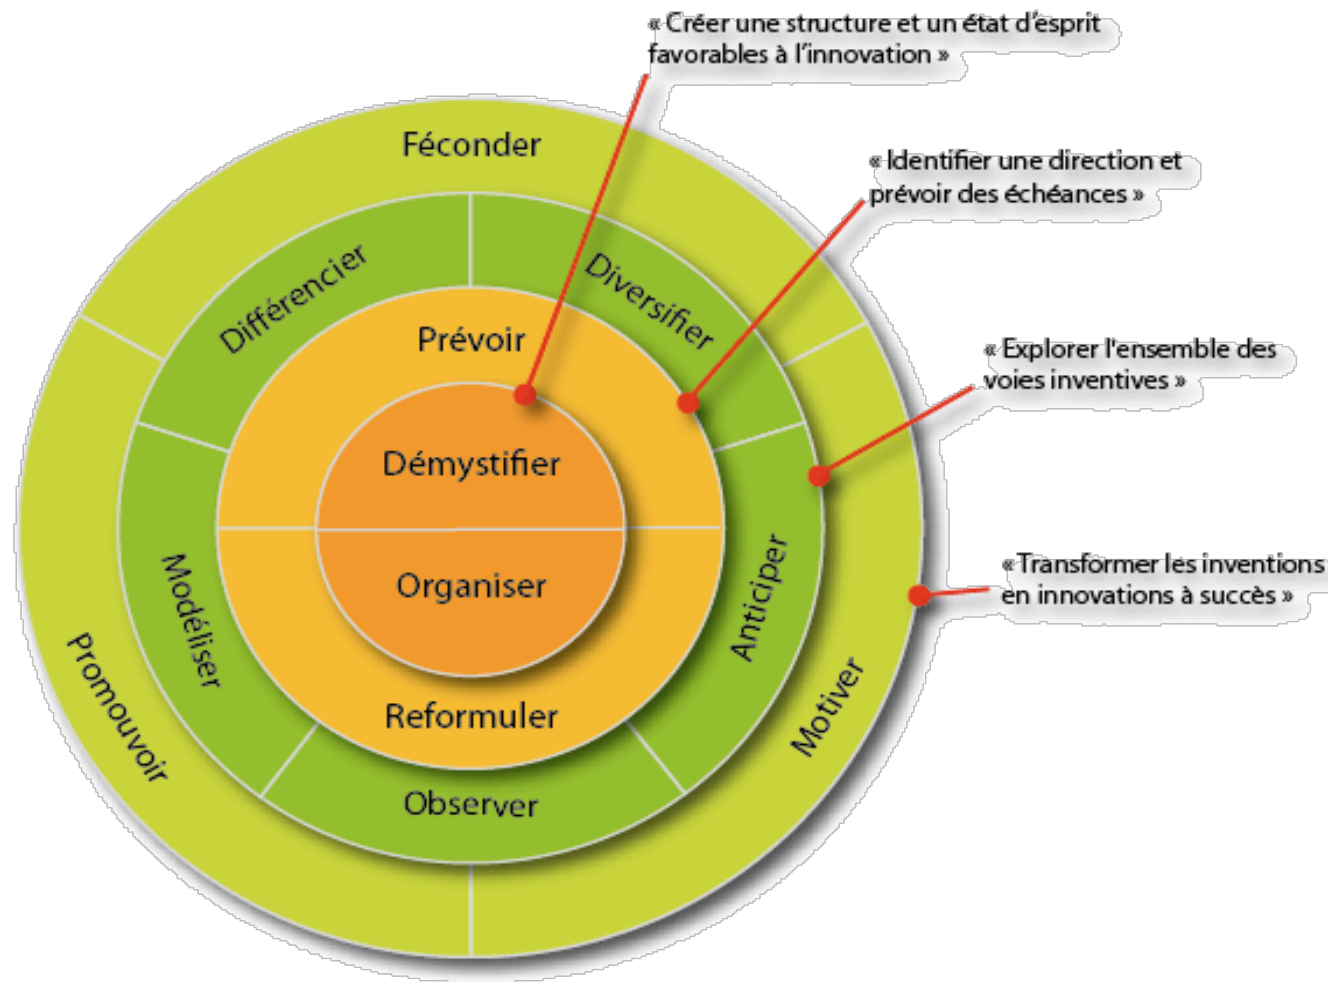 « Créer une structure et un état d’esprit
favorables à l’innovation »
Féconder
« Identifier une direction et
prévoir des échéances »
Différencier
Diversifier
Prévoir
« Explorer l'ensemble des
voies inventives »
Démystifier
Organiser
Modéliser
Anticiper
« Transformer les inventions
en innovations à succès »
Promouvoir
Motiver
Reformuler
Observer